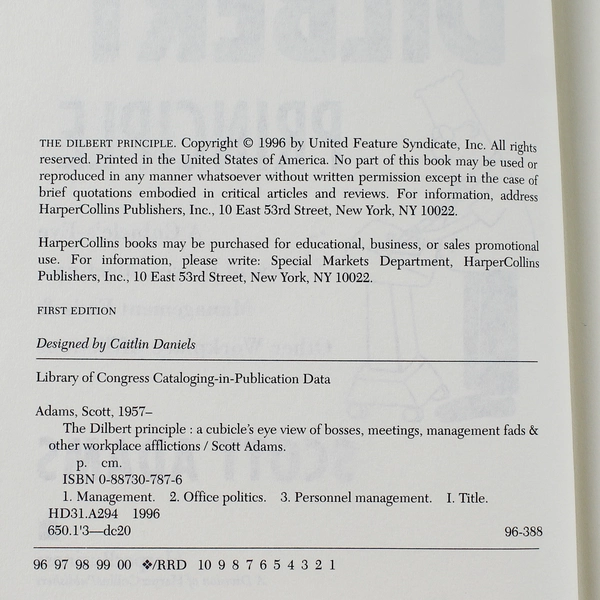 THE DILBERT PRINCIPLE. Copyright © 1996 by United Feature Syndicate, Inc. All rights
reserved. Printed in the United States of America. No part of this book may be used or
reproduced in any manner whatsoever without written permission except in the case of
brief quotations embodied in critical articles and reviews. For information, address
HarperCollins Publishers, Inc., 10 East 53rd Street, New York, NY 10022.
HarperCollins books may be purchased for educational, business, or sales promotional
use. For information, please write: Special Markets Department, HarperCollins
Publishers, Inc., 10 East 53rd Street, New York, NY 10022.
FIRST EDITION
Designed by Caitlin Daniels
Library of Congress Cataloging-in-Publication Data
Adams, Scott, 1957–
The Dilbert principle : a cubicle's eye view of bosses, meetings, management fads &
other workplace afflictions / Scott Adams.
p. cm.
ISBN 0-88730-787-6
1. Management. 2. Office politics. 3. Personnel management. I. Title.
HD31.A294 1996
650.1'3—dc20 96-388
96 97 98 99 00 ❖/RRD 10 9 8 7 6 5 4 3 2 1